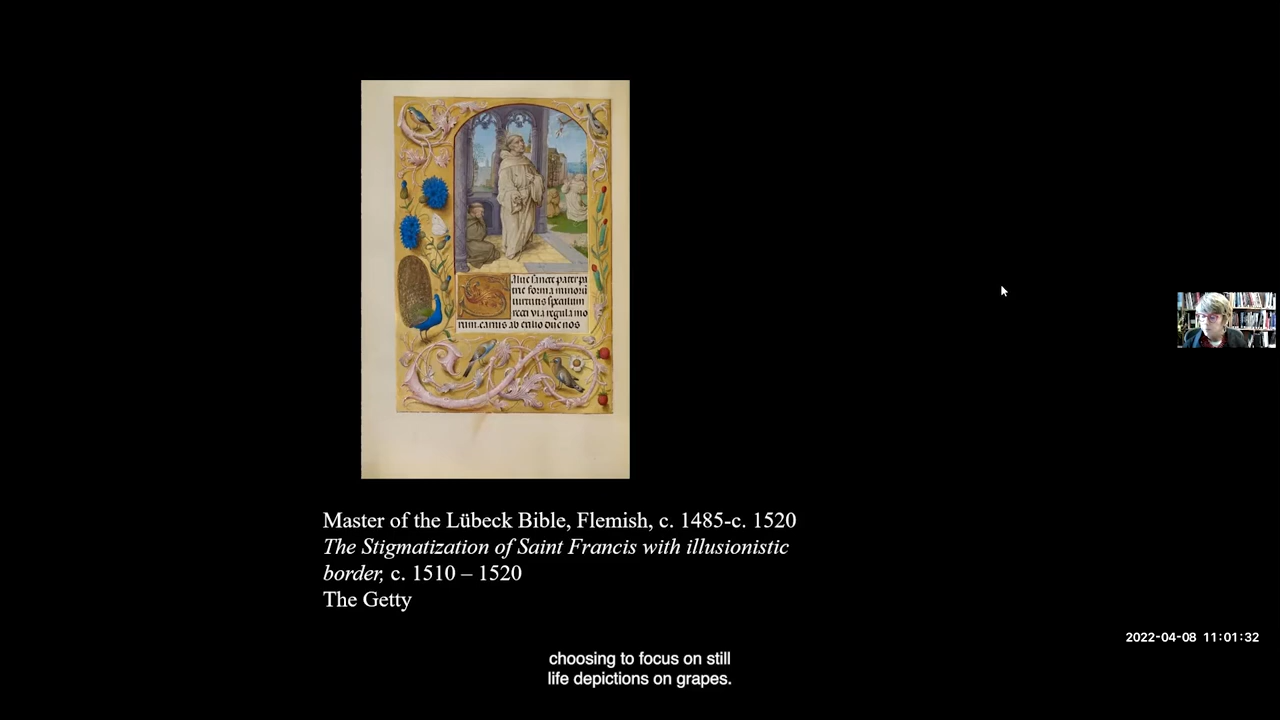 Master of the Lübeck Bible, Flemish, c. 1485-c. 1520
The Stigmatization of Saint Francis with illusionistic
border, c. 1510 – 1520
The Getty
2022-04-08 11:01:32
choosing to focus on still
life depictions on grapes.